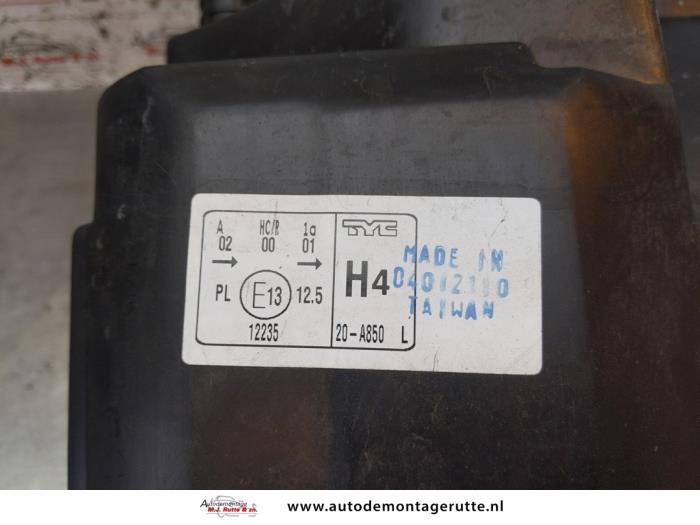 A HC/R 1a
02 00 01
→ →
PL E13 12.5
12235
TYC
H4
20-A850 L
MADE IN
TAIWAN
Autodemontage
M.J. Rutte & zn.
www.autodemontagerutte.nl